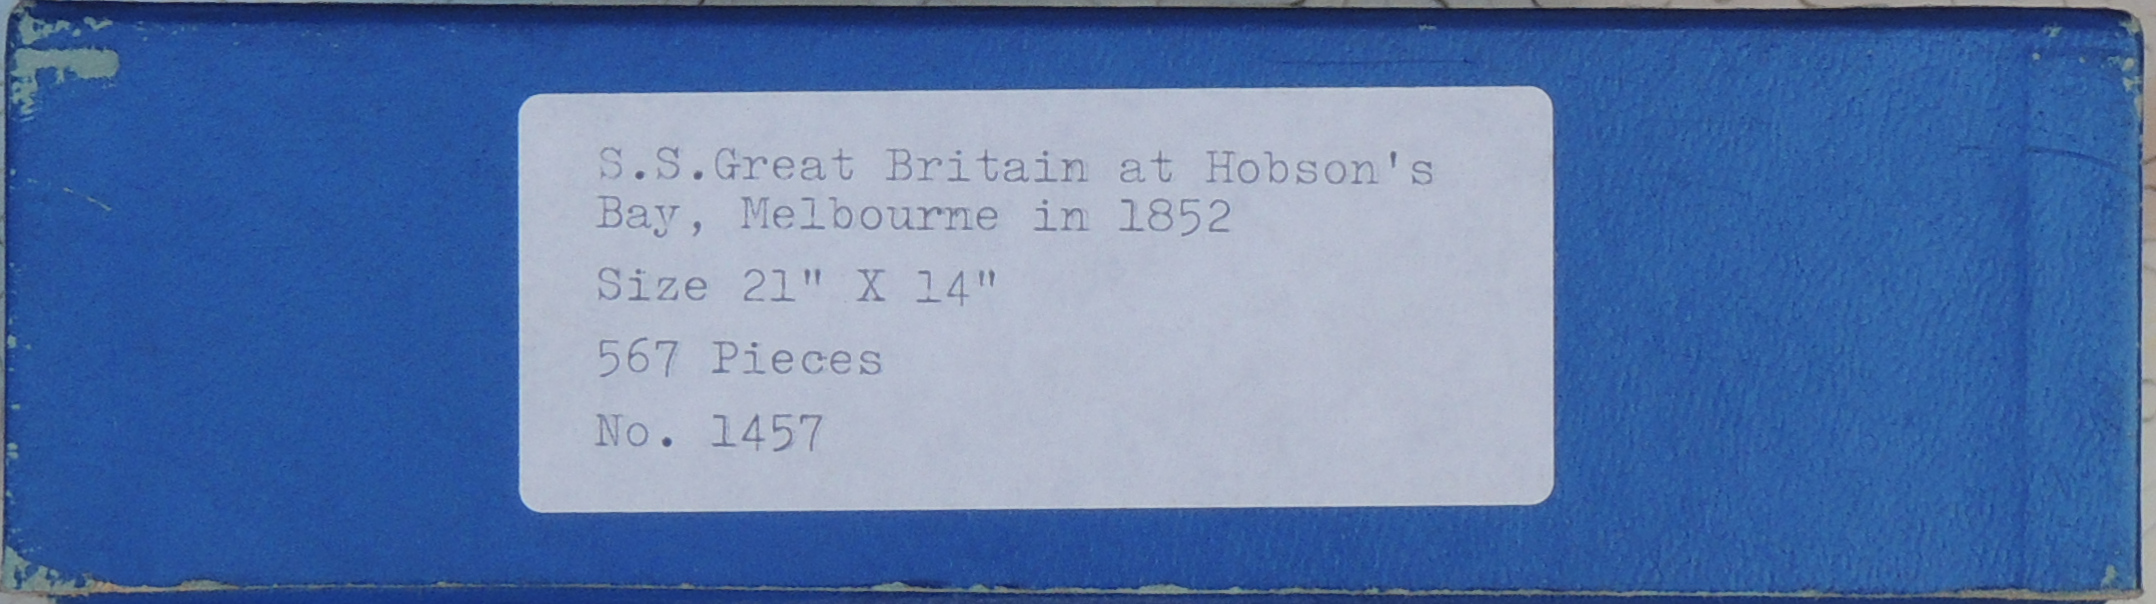 S.S.Great Britain at Hobson's
Bay, Melbourne in 1852
Size 21" X 14"
567 Pieces
No. 1457